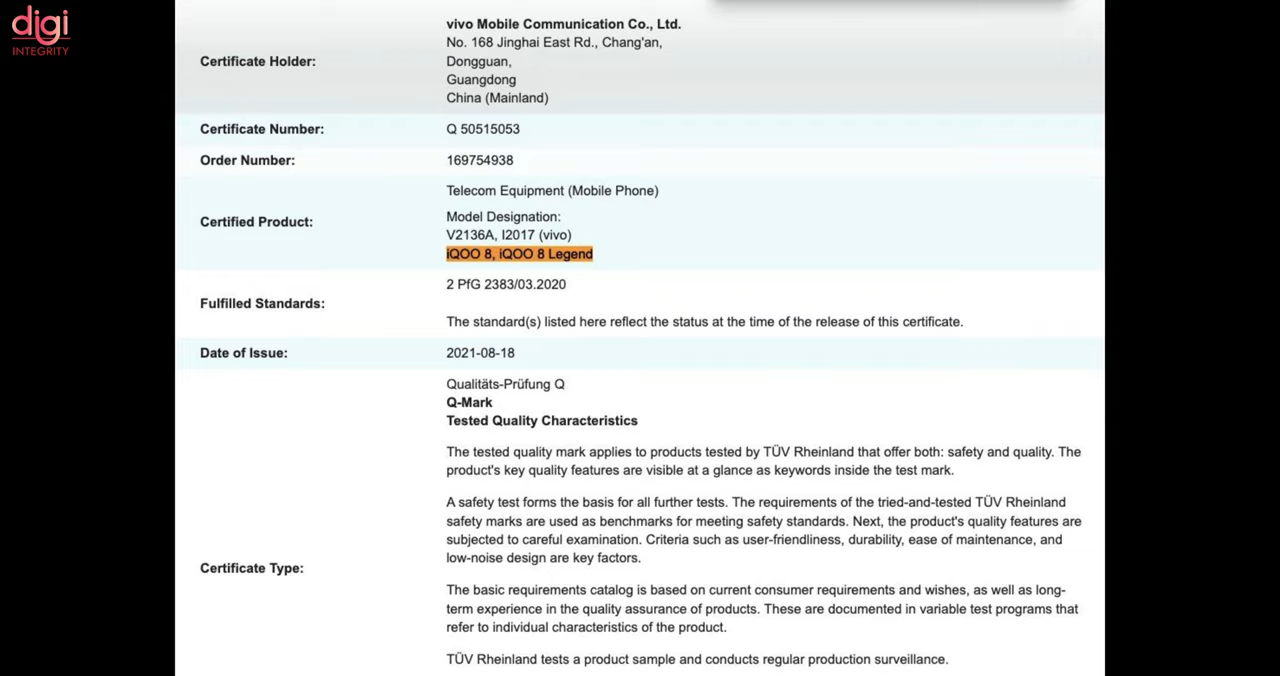 digi
INTEGRITY
vivo Mobile Communication Co., Ltd.
No. 168 Jinghai East Rd., Chang'an,
Certificate Holder: Dongguan,
Guangdong
China (Mainland)
Certificate Number: Q 50515053
Order Number: 169754938
Telecom Equipment (Mobile Phone)
Certified Product: Model Designation:
V2136A, I2017 (vivo)
iQOO 8, iQOO 8 Legend
2 PfG 2383/03.2020
Fulfilled Standards:
The standard(s) listed here reflect the status at the time of the release of this certificate.
Date of Issue: 2021-08-18
Qualitäts-Prüfung Q
Q-Mark
Tested Quality Characteristics
The tested quality mark applies to products tested by TÜV Rheinland that offer both: safety and quality. The
product's key quality features are visible at a glance as keywords inside the test mark.
A safety test forms the basis for all further tests. The requirements of the tried-and-tested TÜV Rheinland
safety marks are used as benchmarks for meeting safety standards. Next, the product's quality features are
subjected to careful examination. Criteria such as user-friendliness, durability, ease of maintenance, and
low-noise design are key factors.
Certificate Type:
The basic requirements catalog is based on current consumer requirements and wishes, as well as long-
term experience in the quality assurance of products. These are documented in variable test programs that
refer to individual characteristics of the product.
TÜV Rheinland tests a product sample and conducts regular production surveillance.